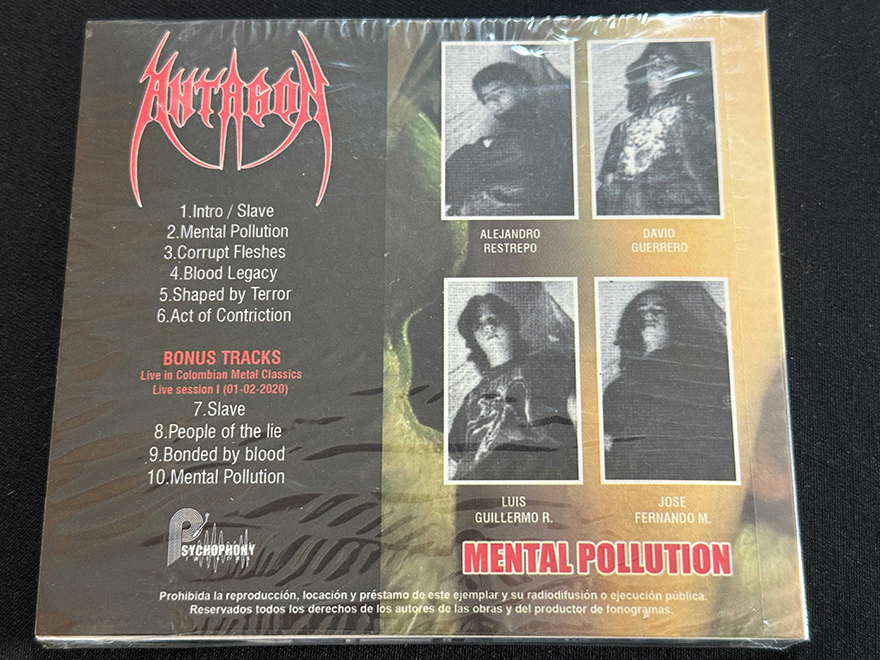 ANTAGON
1.Intro / Slave
2.Mental Pollution
3.Corrupt Fleshes
4.Blood Legacy
5.Shaped by Terror
6.Act of Contriction
BONUS TRACKS
Live in Colombian Metal Classics
Live session I (01-02-2020)
7.Slave
8.People of the lie
9.Bonded by blood
10.Mental Pollution
PSYCHOPHONY
ALEJANDRO
RESTREPO
DAVID
GUERRERO
LUIS
GUILLERMO R.
JOSE
FERNANDO M.
MENTAL POLLUTION
Prohibida la reproducción, locación y préstamo de este ejemplar y su radiodifusión o ejecución pública.
Reservados todos los derechos de los autores de las obras y del productor de fonogramas.